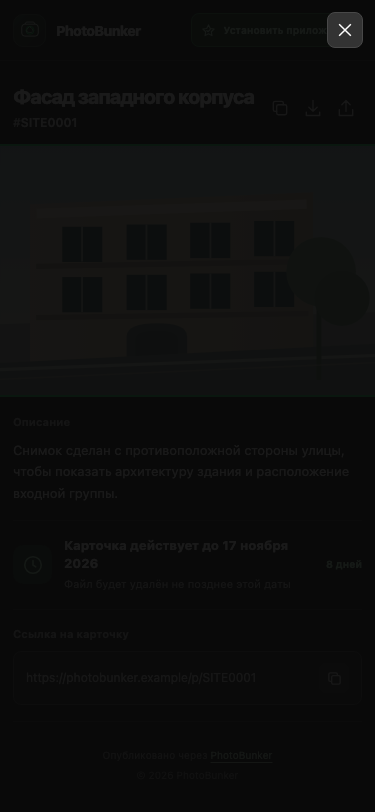 PhotoBunker
Установить прилож
Фасад западного корпуса
#SITE0001
Описание
Снимок сделан с противоположной стороны улицы,
чтобы показать архитектуру здания и расположение
входной группы.
Карточка действует до 17 ноября
2026
8 дней
Файл будет удалён не позднее этой даты
Ссылка на карточку
https://photobunker.example/p/SITE0001
Опубликовано через PhotoBunker
© 2026 PhotoBunker